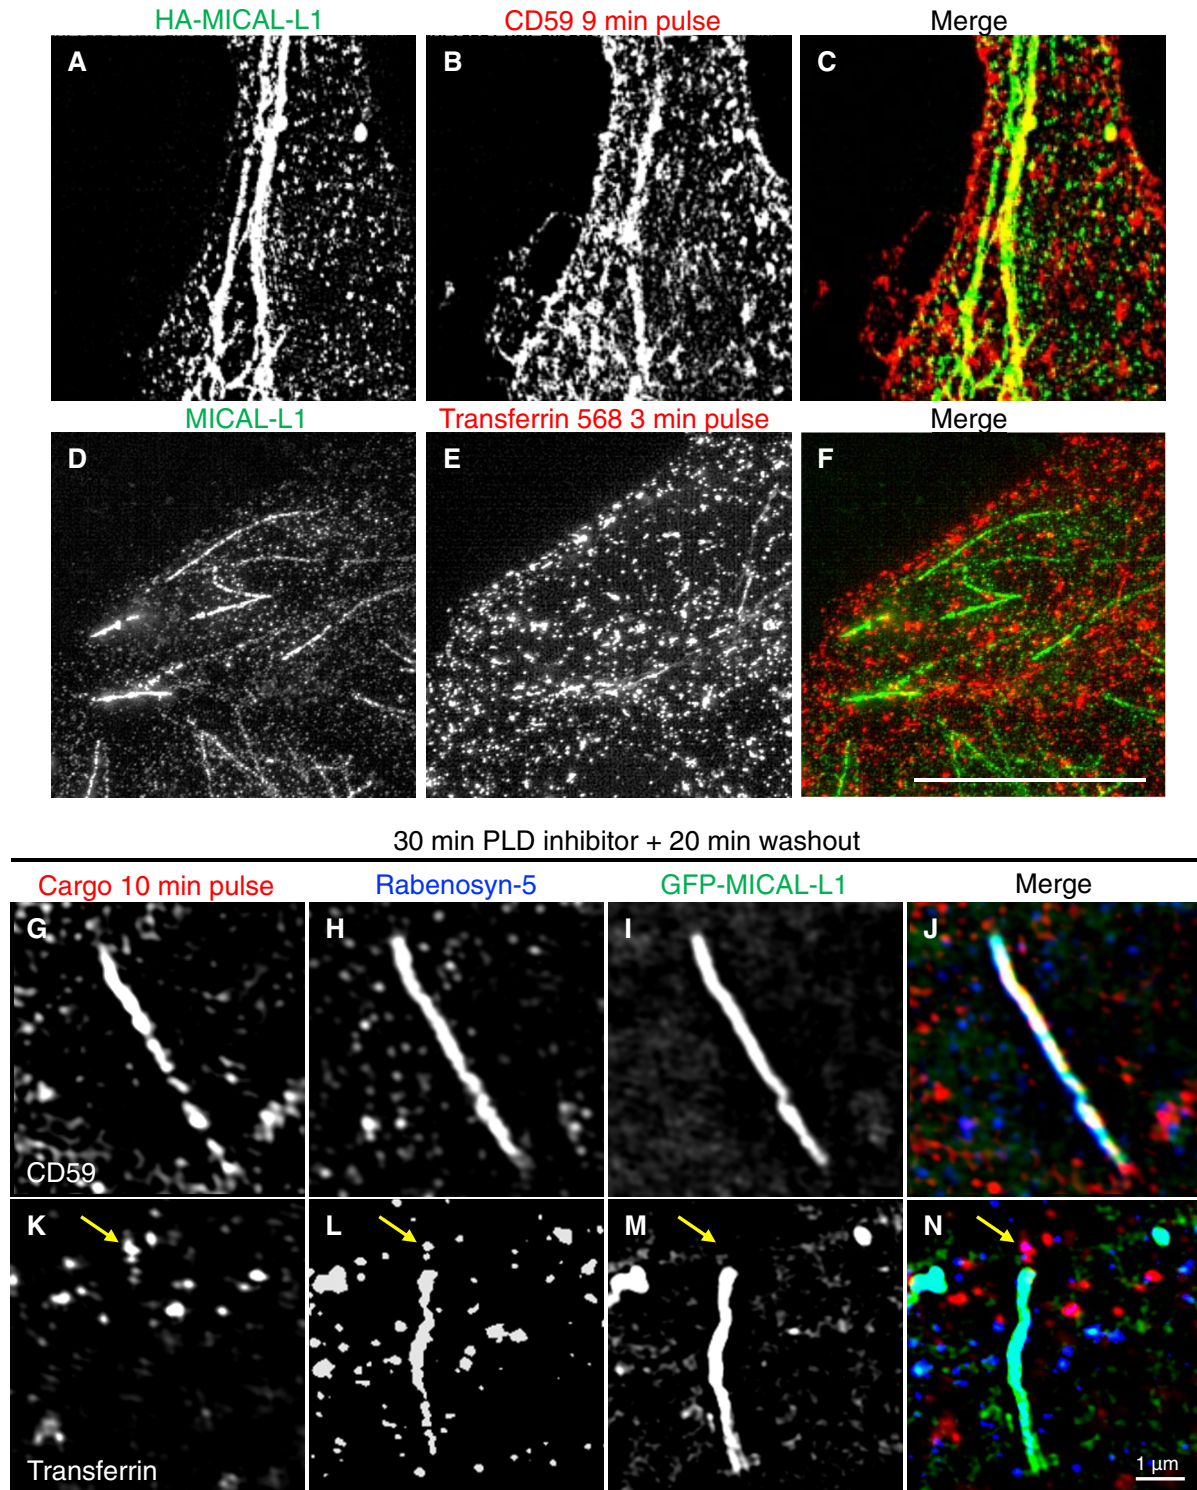 HA-MICAL-L1 CD59 9 min pulse Merge
A B C
MICAL-L1 Transferrin 568 3 min pulse Merge
D E F
30 min PLD inhibitor + 20 min washout
Cargo 10 min pulse Rabenosyn-5 GFP-MICAL-L1 Merge
G H I J
CD59
K L M N
Transferrin 1 µm